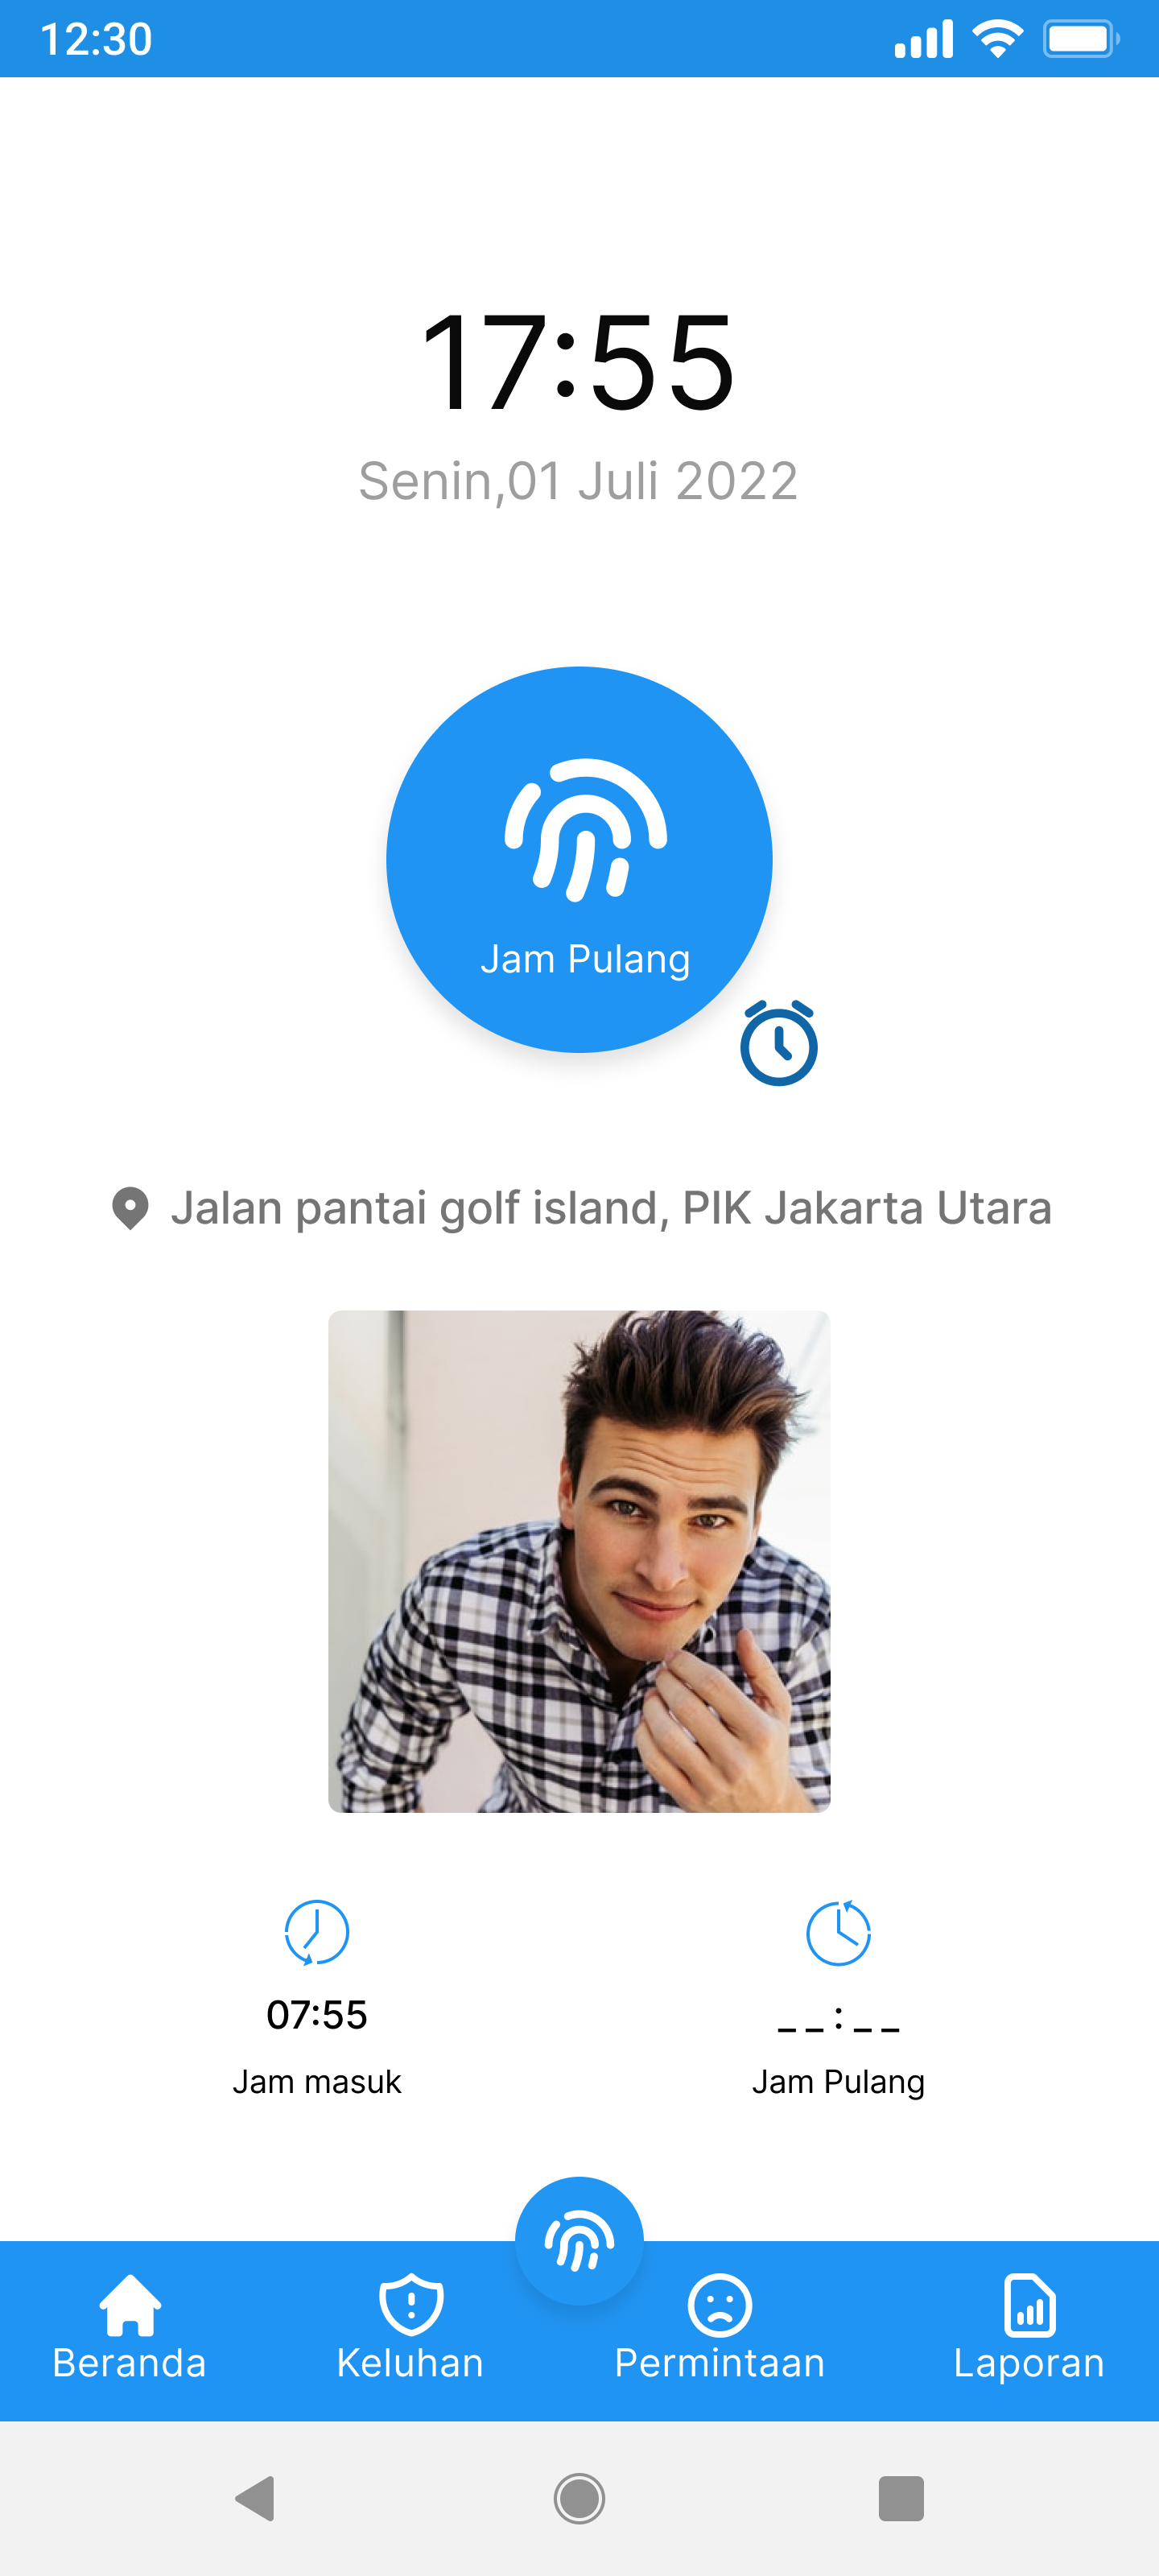 12:30
17:55
Senin,01 Juli 2022
Jam Pulang
Jalan pantai golf island, PIK Jakarta Utara
07:55
Jam masuk
_ _ : _ _
Jam Pulang
Beranda
Keluhan
Permintaan
Laporan